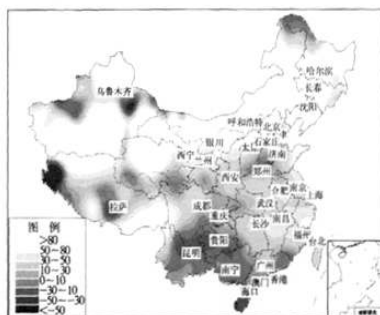 哈尔滨
长春
沈阳
乌鲁木齐
呼和浩特
北京
银川
石家庄
太原
济南
西宁
兰州
郑州
西安
合肥
南京
上海
拉萨
成都
武汉
重庆
南昌
长沙
贵阳
福州
台北
昆明
南宁
广州
香港
澳门
海口
图 例
>80
50~80
30~50
10~30
0~10
-30~10
-50~-30
<-50